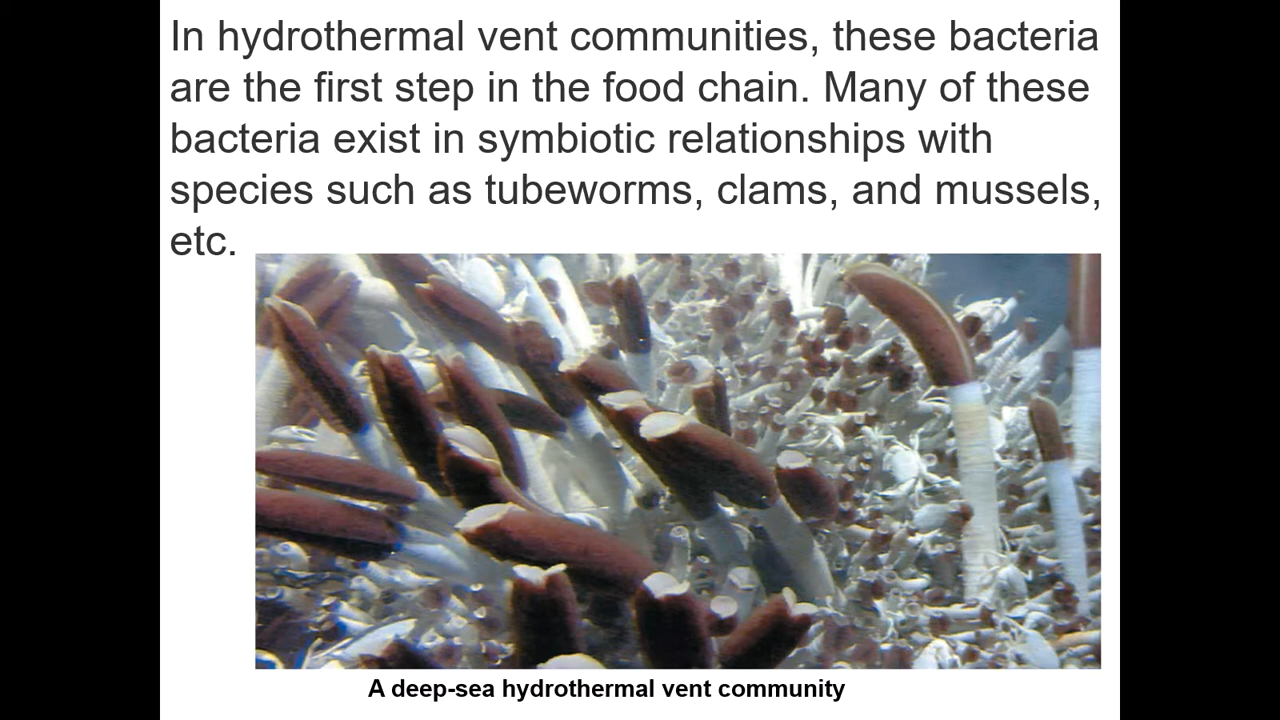 In hydrothermal vent communities, these bacteria
are the first step in the food chain. Many of these
bacteria exist in symbiotic relationships with
species such as tubeworms, clams, and mussels,
etc.
A deep-sea hydrothermal vent community